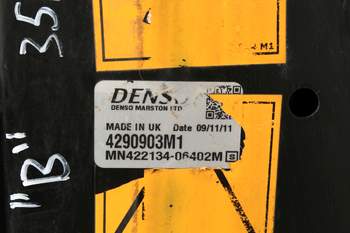 35
M1
DENSO
DENSO MARSTON LTD
MADE IN UK Date 09/11/11
4290903M1
MN422134-06402M S
"B"